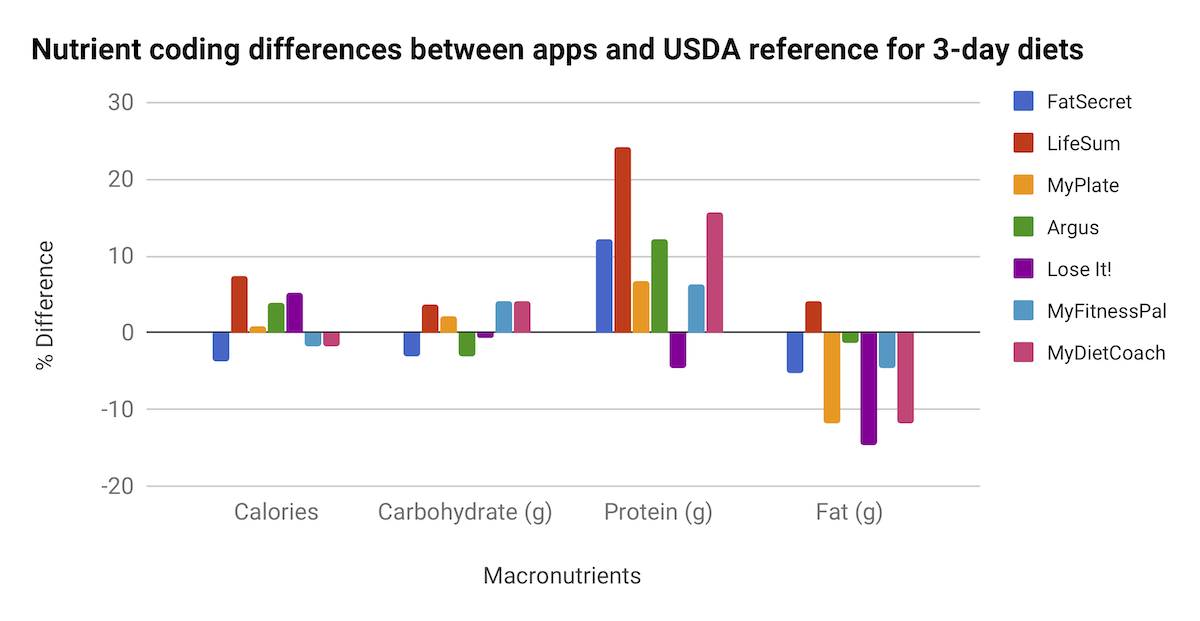 Nutrient coding differences between apps and USDA reference for 3-day diets
30
20
10
0
-10
-20
% Difference
Calories
Carbohydrate (g)
Protein (g)
Fat (g)
Macronutrients
FatSecret
LifeSum
MyPlate
Argus
Lose It!
MyFitnessPal
MyDietCoach